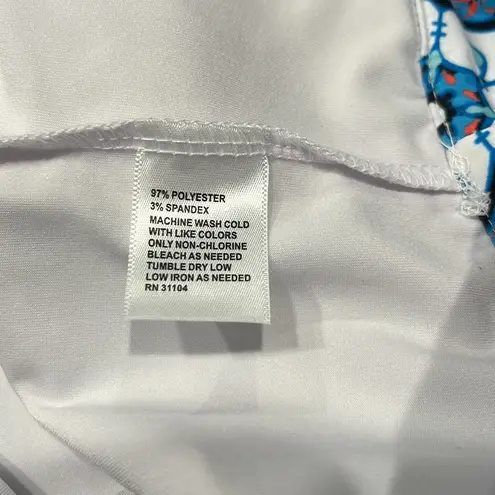 97% POLYESTER
3% SPANDEX
MACHINE WASH COLD
WITH LIKE COLORS
ONLY NON-CHLORINE
BLEACH AS NEEDED
TUMBLE DRY LOW
LOW IRON AS NEEDED
RN 31104